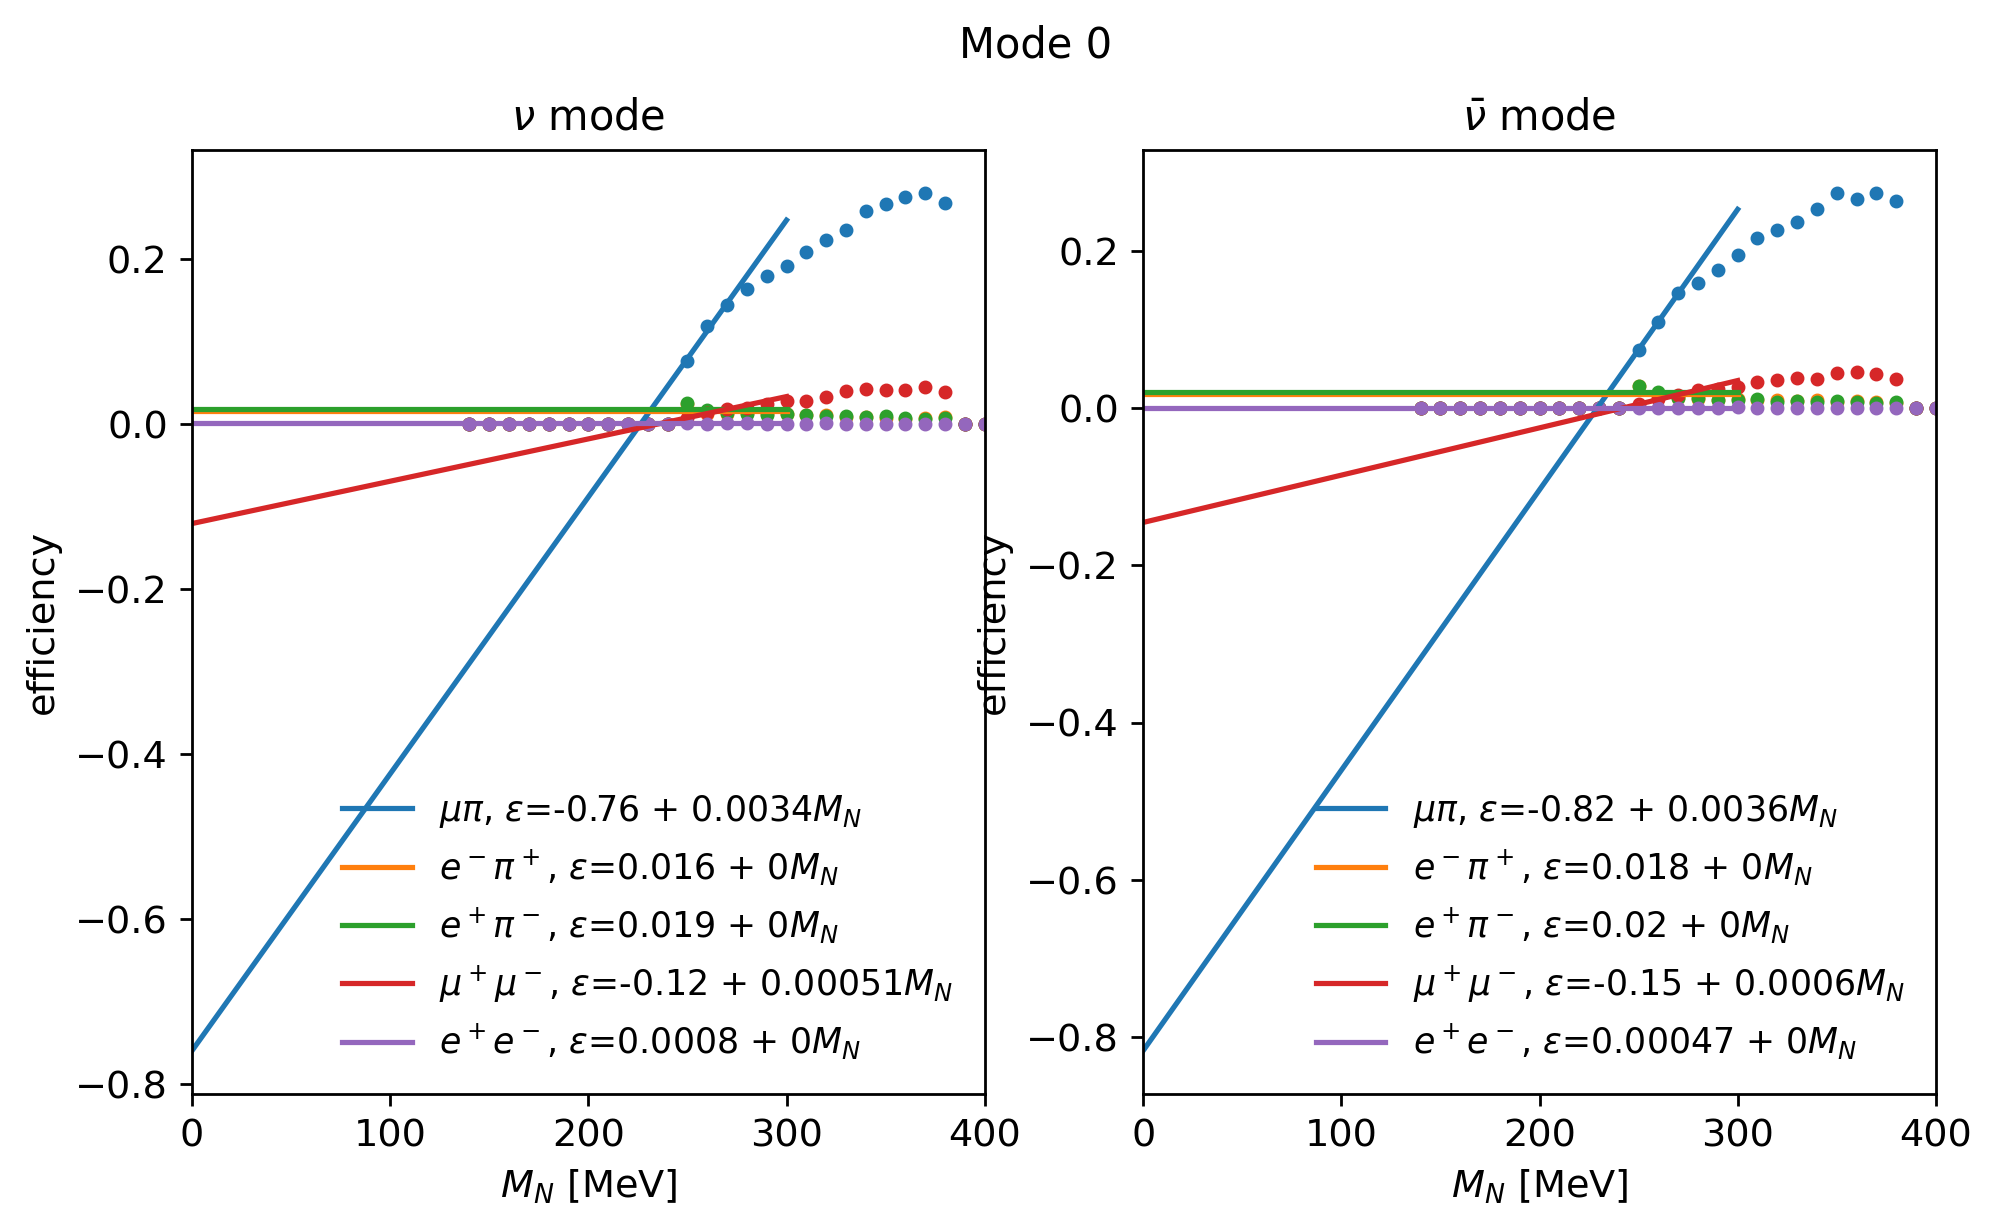 Mode 0
ν mode
0.2
0.0
−0.2
−0.4
−0.6
−0.8
efficiency
μπ, ε=-0.76 + 0.0034M_N
e⁻π⁺, ε=0.016 + 0M_N
e⁺π⁻, ε=0.019 + 0M_N
μ⁺μ⁻, ε=-0.12 + 0.00051M_N
e⁺e⁻, ε=0.0008 + 0M_N
0 100 200 300 400
M_N [MeV]
ν̄ mode
0.2
0.0
−0.2
−0.4
−0.6
−0.8
efficiency
μπ, ε=-0.82 + 0.0036M_N
e⁻π⁺, ε=0.018 + 0M_N
e⁺π⁻, ε=0.02 + 0M_N
μ⁺μ⁻, ε=-0.15 + 0.0006M_N
e⁺e⁻, ε=0.00047 + 0M_N
0 100 200 300 400
M_N [MeV]